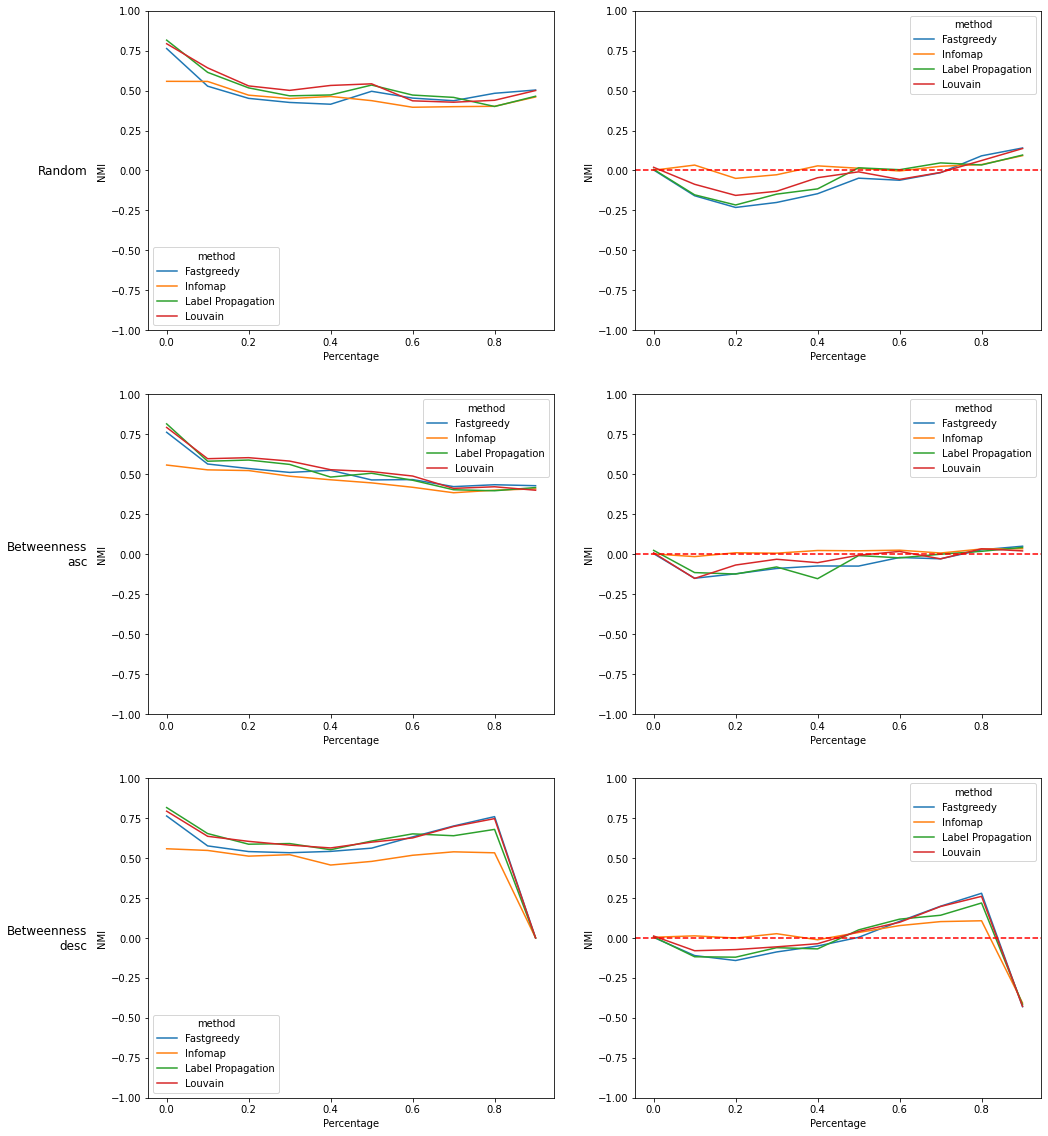 1.00
0.75
0.50
0.25
0.00
−0.25
−0.50
−0.75
−1.00
Random
NMI
method
Fastgreedy
Infomap
Label Propagation
Louvain
0.0 0.2 0.4 0.6 0.8
Percentage
1.00
0.75
0.50
0.25
0.00
−0.25
−0.50
−0.75
−1.00
NMI
method
Fastgreedy
Infomap
Label Propagation
Louvain
0.0 0.2 0.4 0.6 0.8
Percentage
1.00
0.75
0.50
0.25
0.00
−0.25
−0.50
−0.75
−1.00
Betweenness
asc
NMI
method
Fastgreedy
Infomap
Label Propagation
Louvain
0.0 0.2 0.4 0.6 0.8
Percentage
1.00
0.75
0.50
0.25
0.00
−0.25
−0.50
−0.75
−1.00
NMI
method
Fastgreedy
Infomap
Label Propagation
Louvain
0.0 0.2 0.4 0.6 0.8
Percentage
1.00
0.75
0.50
0.25
0.00
−0.25
−0.50
−0.75
−1.00
Betweenness
desc
NMI
method
Fastgreedy
Infomap
Label Propagation
Louvain
0.0 0.2 0.4 0.6 0.8
Percentage
1.00
0.75
0.50
0.25
0.00
−0.25
−0.50
−0.75
−1.00
NMI
method
Fastgreedy
Infomap
Label Propagation
Louvain
0.0 0.2 0.4 0.6 0.8
Percentage